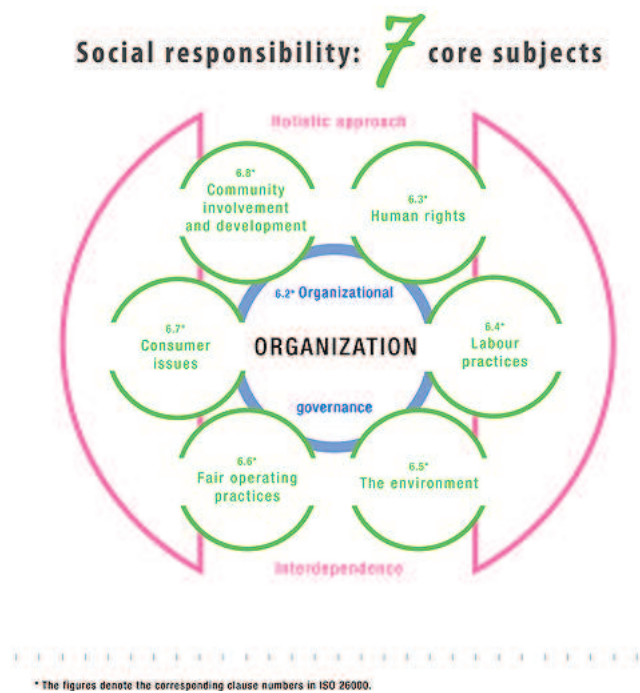 Social responsibility: 7 core subjects
Holistic approach
6.8*
Community
involvement
and development
6.3*
Human rights
6.2* Organizational
6.7*
Consumer
issues
ORGANIZATION
6.4*
Labour
practices
governance
6.6*
Fair operating
practices
6.5*
The environment
Interdependence
* The figures denote the corresponding clause numbers in ISO 26000.